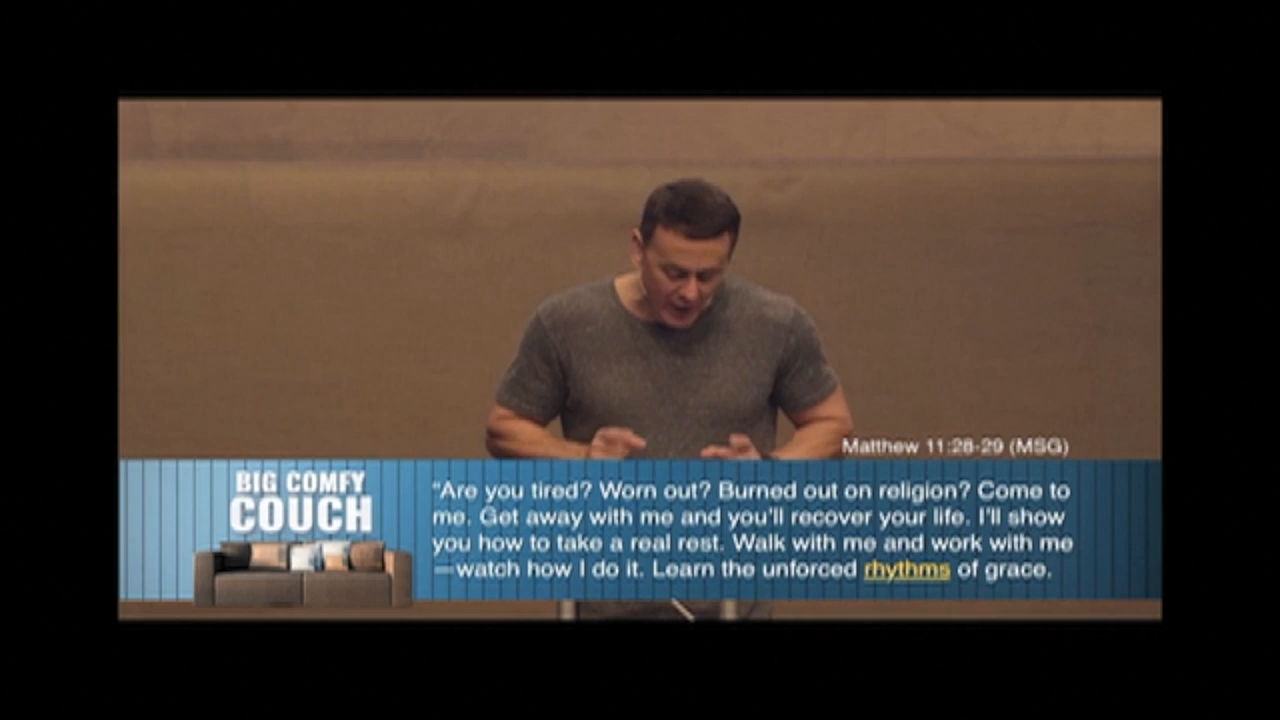 Matthew 11:28-29 (MSG)
BIG COMFY
COUCH
“Are you tired? Worn out? Burned out on religion? Come to
me. Get away with me and you’ll recover your life. I’ll show
you how to take a real rest. Walk with me and work with me
—watch how I do it. Learn the unforced rhythms of grace.